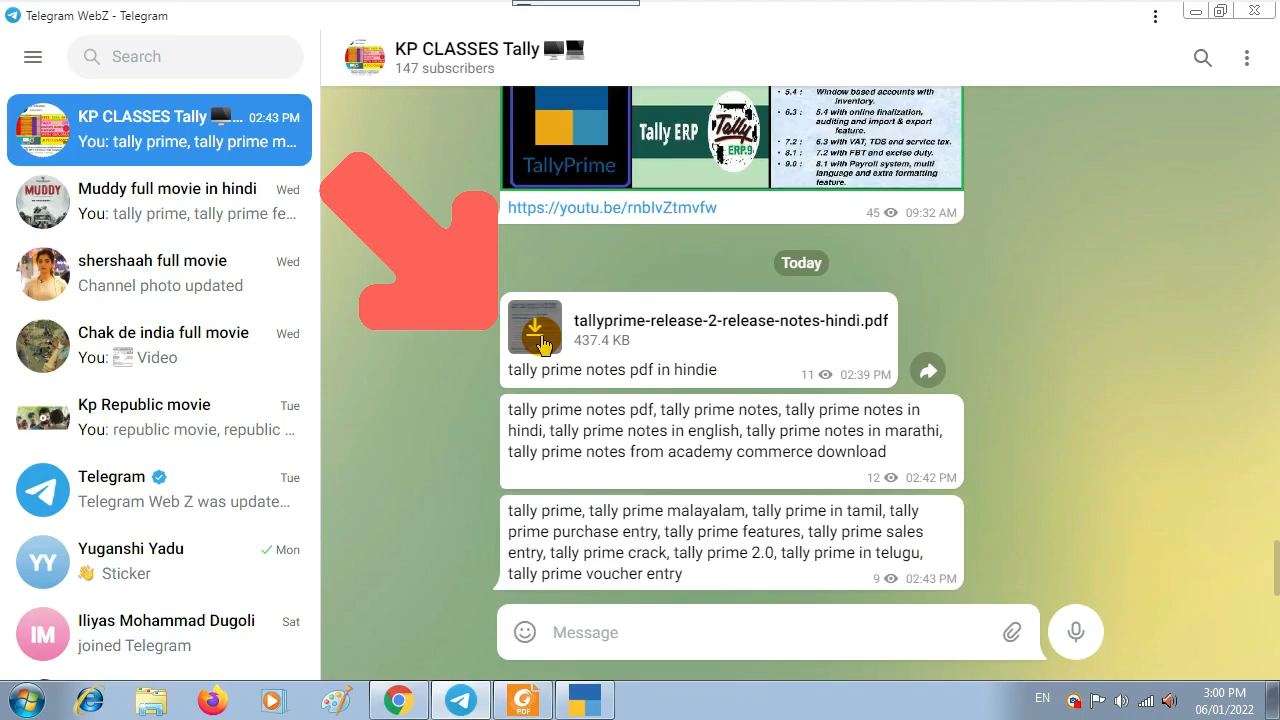 Telegram WebZ - Telegram
Search
KP CLASSES Tally 🖥️💻
147 subscribers
KP CLASSES Tally 🖥️... 02:43 PM
You: tally prime, tally prime m...
Muddy full movie in hindi Wed
You: tally prime, tally prime fe...
shershaah full movie Wed
Channel photo updated
Chak de india full movie Wed
You: Video
Kp Republic movie Tue
You: republic movie, republic ...
Telegram Tue
Telegram Web Z was update...
YY
Yuganshi Yadu Mon
👋 Sticker
IM
Iliyas Mohammad Dugoli Sat
joined Telegram
MUDDY
TallyPrime
Tally ERP
Tally
ERP.9
• 5.4 : Window based accounts with
inventory.
• 6.3 : 5.4 with online finalization,
auditing and import & export
feature.
• 7.2 : 6.3 with VAT, TDS and service tax.
• 8.1 : 7.2 with FBT and excise duty.
• 9.0 : 8.1 with Payroll system, multi
language and extra formatting
feature.
https://youtu.be/rnbIvZtmvfw
45 09:32 AM
Today
tallyprime-release-2-release-notes-hindi.pdf
437.4 KB
tally prime notes pdf in hindie
11 02:39 PM
tally prime notes pdf, tally prime notes, tally prime notes in
hindi, tally prime notes in english, tally prime notes in marathi,
tally prime notes from academy commerce download
12 02:42 PM
tally prime, tally prime malayalam, tally prime in tamil, tally
prime purchase entry, tally prime features, tally prime sales
entry, tally prime crack, tally prime 2.0, tally prime in telugu,
tally prime voucher entry
9 02:43 PM
Message
PDF
EN
3:00 PM
06/01/2022